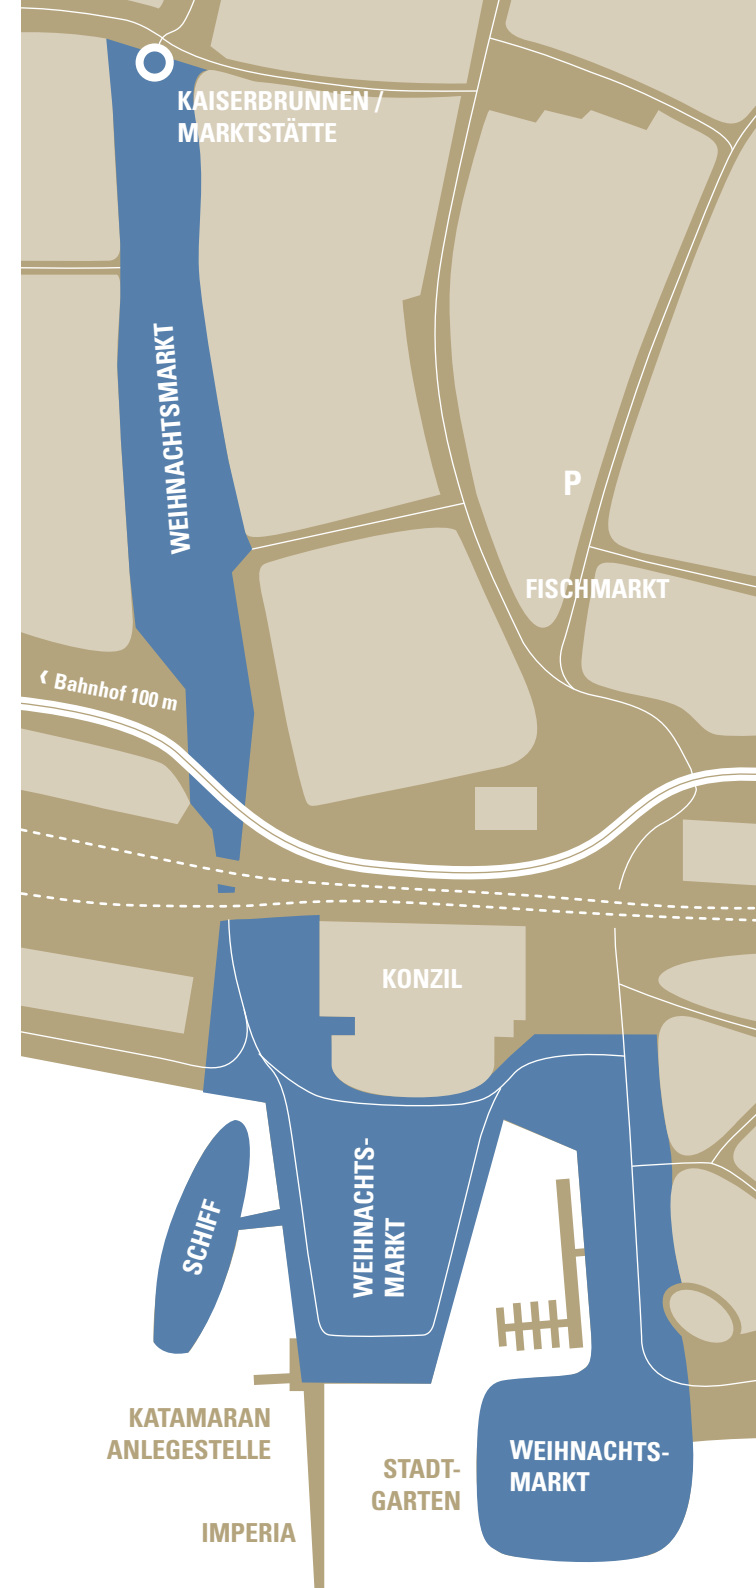 KAISERBRUNNEN /
MARKTSTÄTTE
WEIHNACHTSMARKT
P
FISCHMARKT
‹ Bahnhof 100 m
KONZIL
WEIHNACHTS-
MARKT
SCHIFF
KATAMARAN
ANLEGESTELLE
STADT-
GARTEN
WEIHNACHTS-
MARKT
IMPERIA